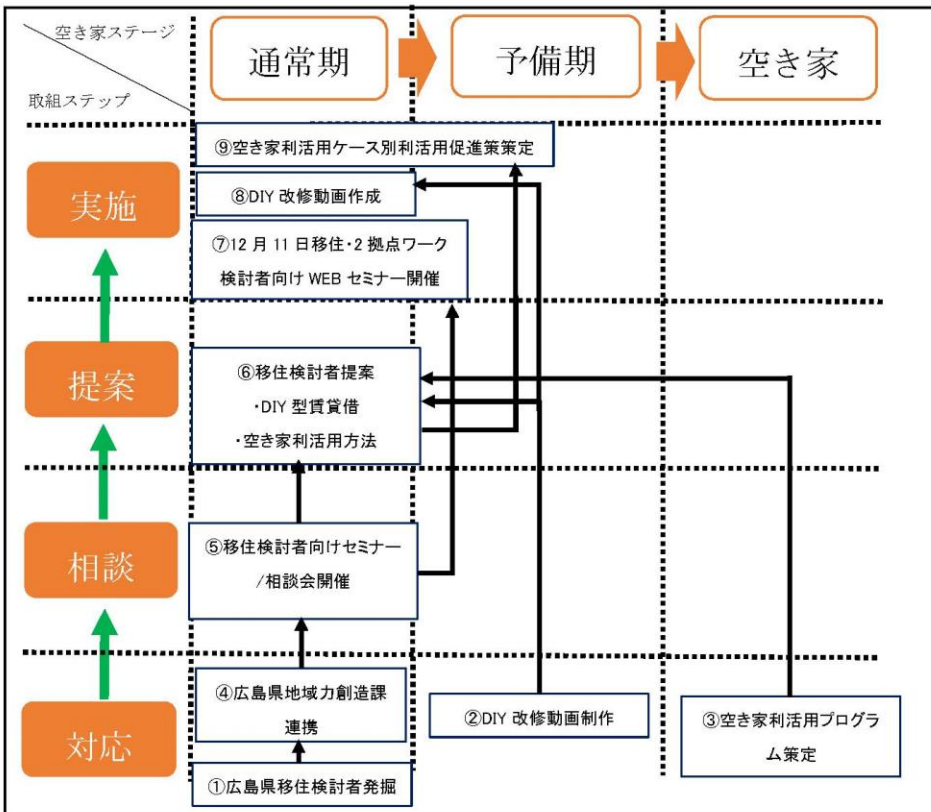 空き家ステージ
取組ステップ
通常期
予備期
空き家
実施
⑨空き家利活用ケース別利活用促進策策定
⑧DIY 改修動画作成
⑦12 月 11 日移住・2 拠点ワーク
検討者向け WEB セミナー開催
提案
⑥移住検討者提案
・DIY 型賃貸借
・空き家利活用方法
相談
⑤移住検討者向けセミナー
/相談会開催
対応
④広島県地域力創造課
連携
①広島県移住検討者発掘
②DIY 改修動画制作
③空き家利活用プログラ
ム策定